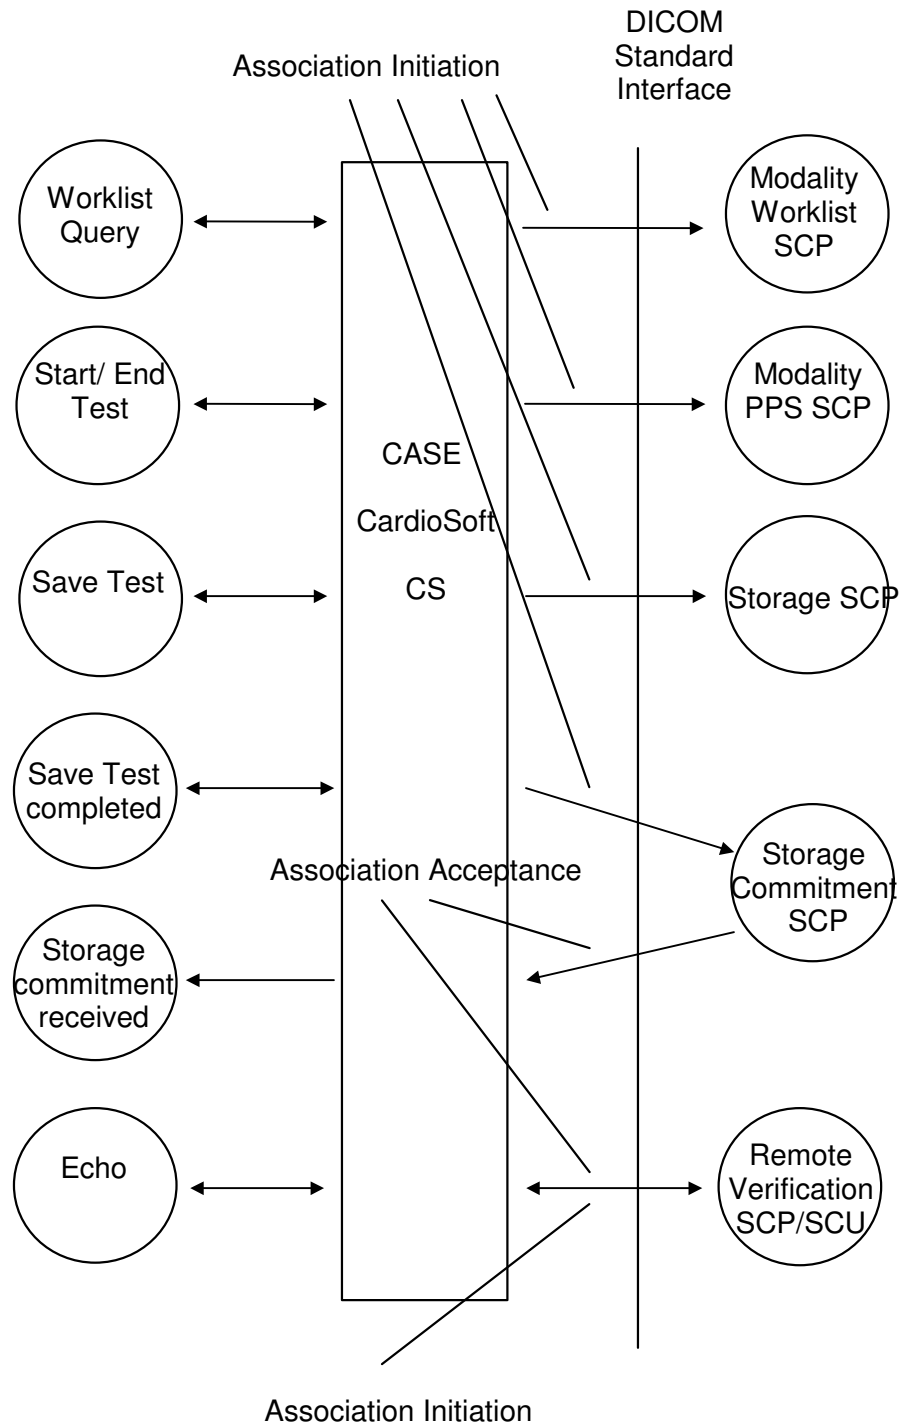 DICOM
Standard
Interface
Association Initiation
Worklist
Query
Modality
Worklist
SCP
Start/ End
Test
Modality
PPS SCP
CASE
CardioSoft
CS
Save Test
Storage SCP
Save Test
completed
Association Acceptance
Storage
Commitment
SCP
Storage
commitment
received
Echo
Remote
Verification
SCP/SCU
Association Initiation